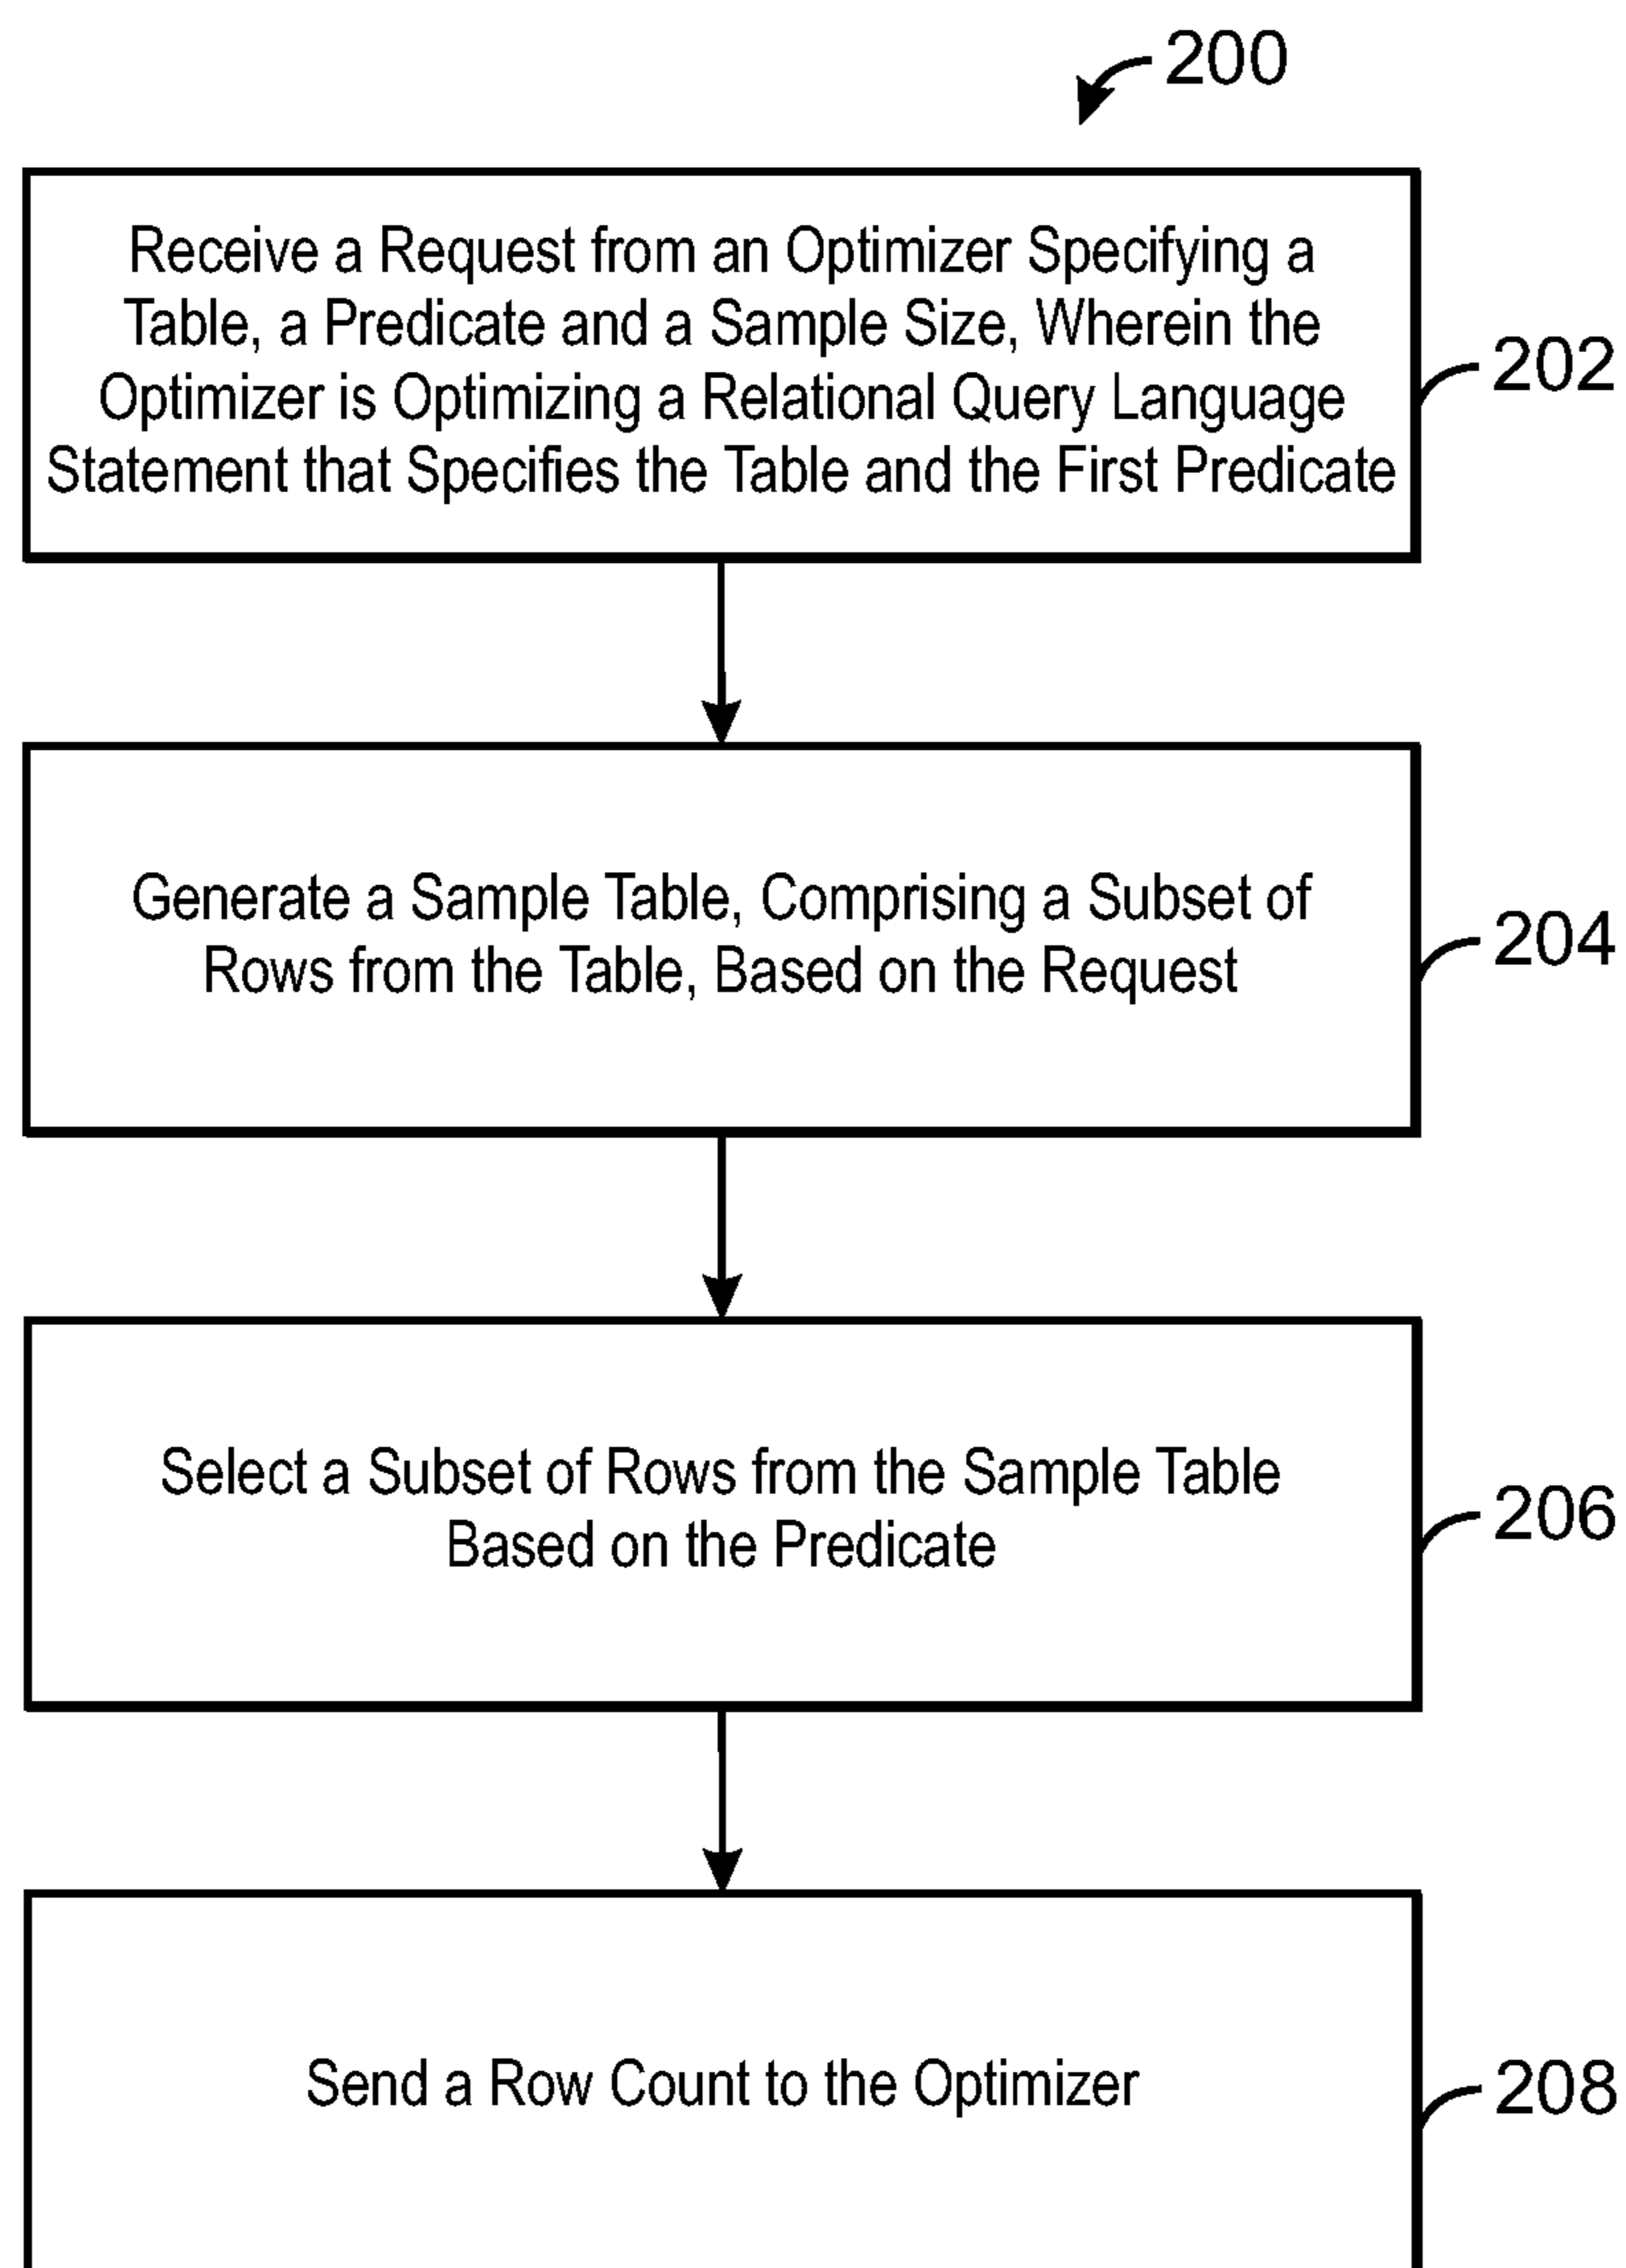 200
Receive a Request from an Optimizer Specifying a
Table, a Predicate and a Sample Size, Wherein the
Optimizer is Optimizing a Relational Query Language
Statement that Specifies the Table and the First Predicate
202
Generate a Sample Table, Comprising a Subset of
Rows from the Table, Based on the Request
204
Select a Subset of Rows from the Sample Table
Based on the Predicate
206
Send a Row Count to the Optimizer
208